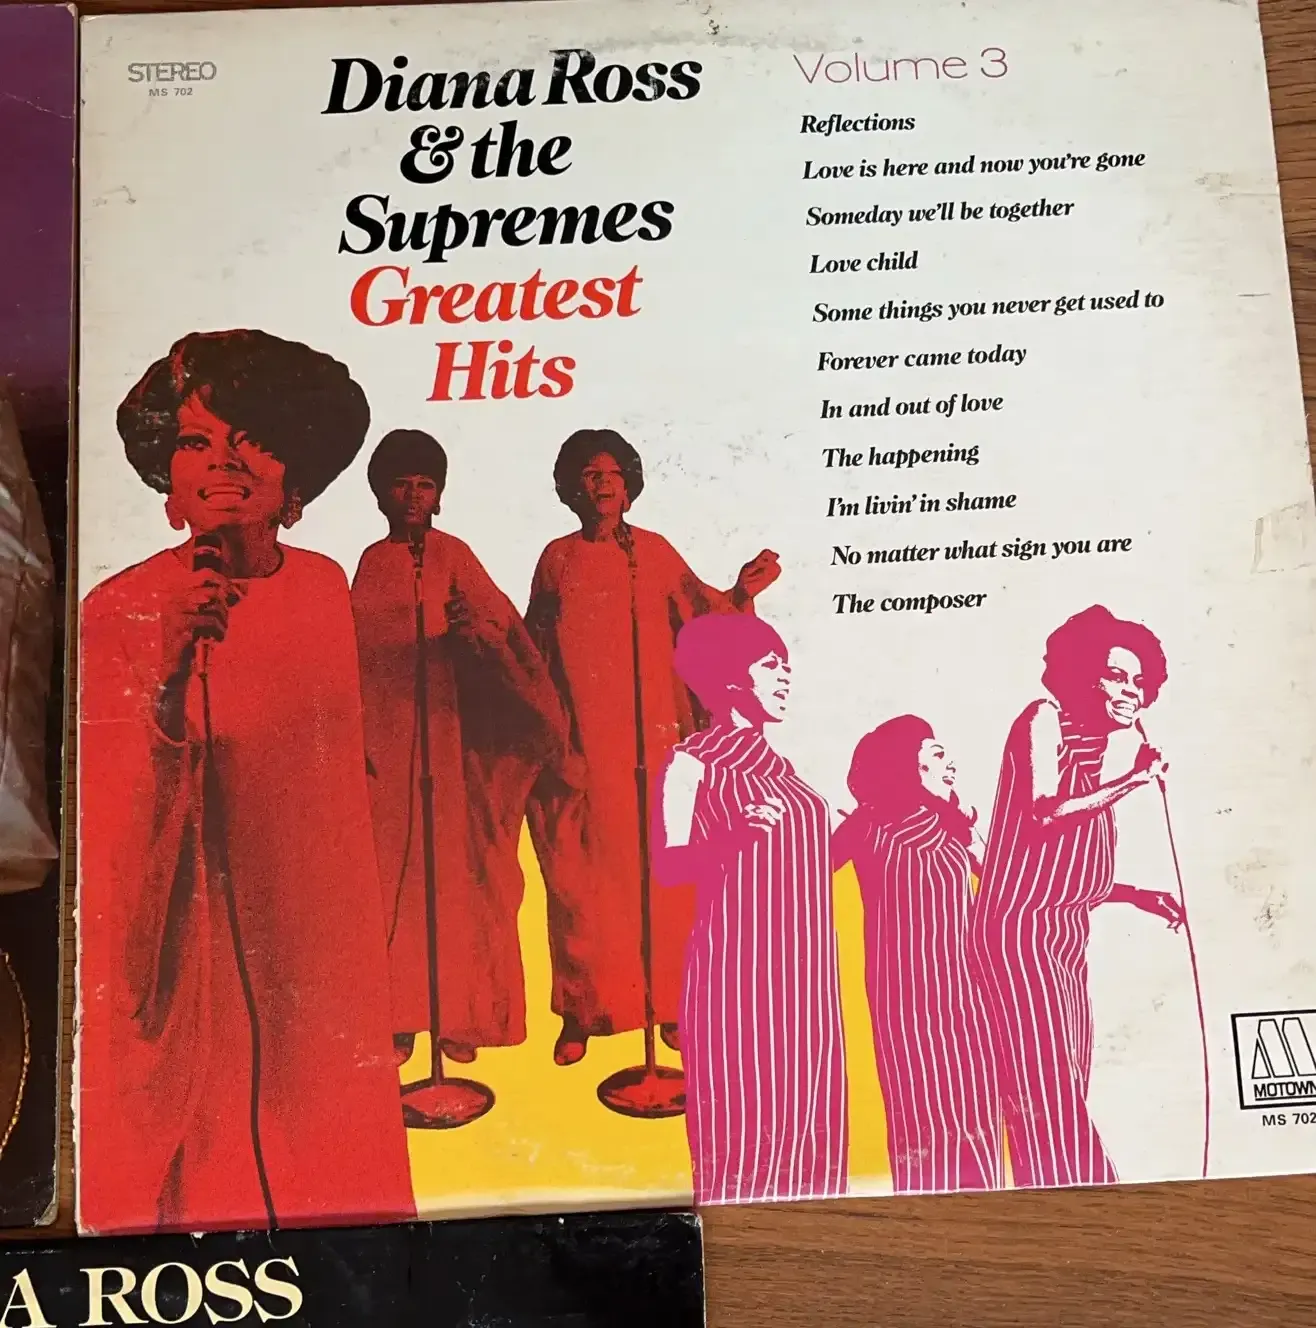 STEREO
MS 702
Diana Ross
& the
Supremes
Greatest
Hits
Volume 3
Reflections
Love is here and now you're gone
Someday we'll be together
Love child
Some things you never get used to
Forever came today
In and out of love
The happening
I'm livin' in shame
No matter what sign you are
The composer
MOTOWN
MS 702
A ROSS